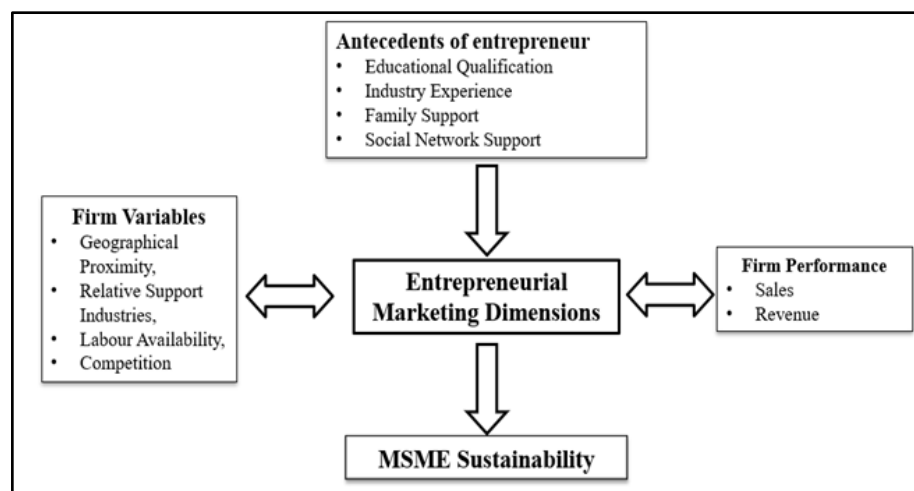 Antecedents of entrepreneur
• Educational Qualification
• Industry Experience
• Family Support
• Social Network Support
Firm Variables
• Geographical
Proximity,
• Relative Support
Industries,
• Labour Availability,
• Competition
Entrepreneurial
Marketing Dimensions
Firm Performance
• Sales
• Revenue
MSME Sustainability